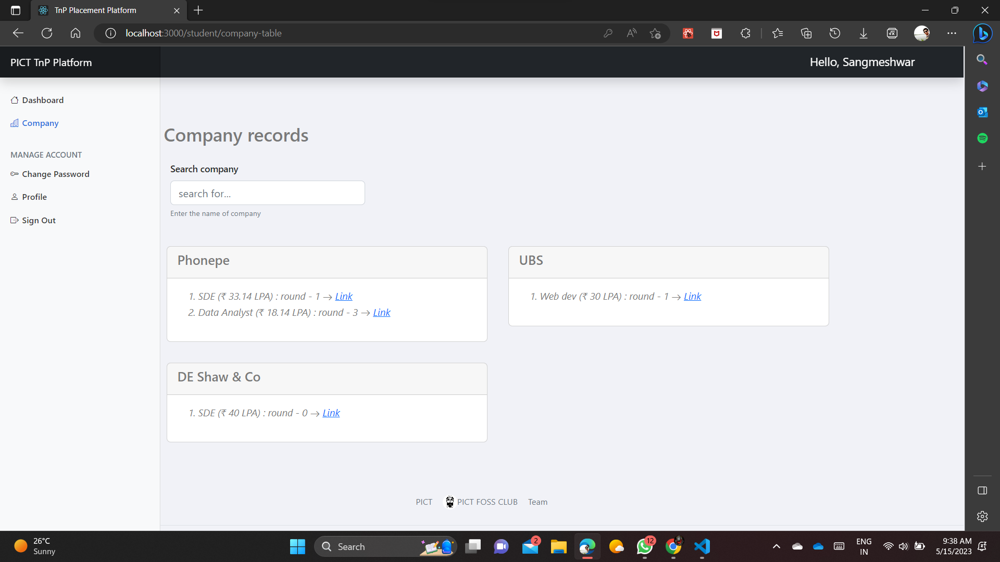 TnP Placement Platform
localhost:3000/student/company-table
PICT TnP Platform
Hello, Sangmeshwar
Dashboard
Company
MANAGE ACCOUNT
Change Password
Profile
Sign Out
Company records
Search company
search for...
Enter the name of company
Phonepe
1. SDE (₹ 33.14 LPA) : round - 1 → Link
2. Data Analyst (₹ 18.14 LPA) : round - 3 → Link
UBS
1. Web dev (₹ 30 LPA) : round - 1 → Link
DE Shaw & Co
1. SDE (₹ 40 LPA) : round - 0 → Link
PICT PICT FOSS CLUB Team
26°C
Sunny
Search
2
12
ENG
IN
9:38 AM
5/15/2023